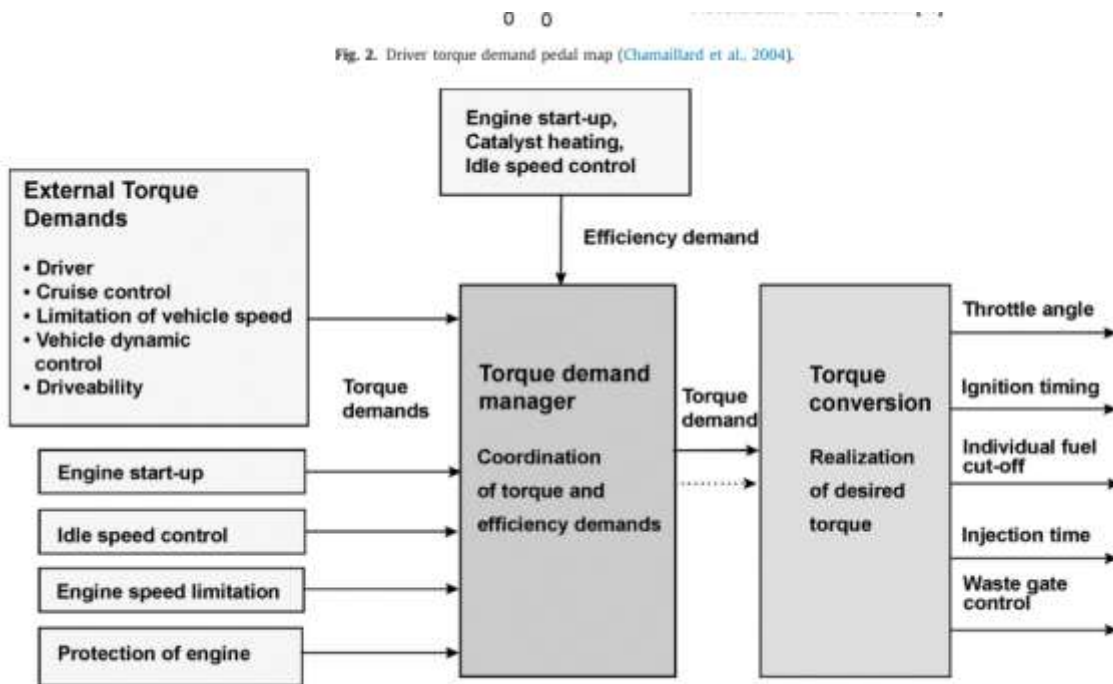 0 0
Fig. 2. Driver torque demand pedal map (Chamaillard et al., 2004).
Engine start-up,
Catalyst heating,
Idle speed control
External Torque
Demands
• Driver
• Cruise control
• Limitation of vehicle speed
• Vehicle dynamic
control
• Driveability
Efficiency demand
Torque
demands
Torque demand
manager
Coordination
of torque and
efficiency demands
Torque
demand
Torque
conversion
Realization
of desired
torque
Throttle angle
Ignition timing
Individual fuel
cut-off
Injection time
Waste gate
control
Engine start-up
Idle speed control
Engine speed limitation
Protection of engine